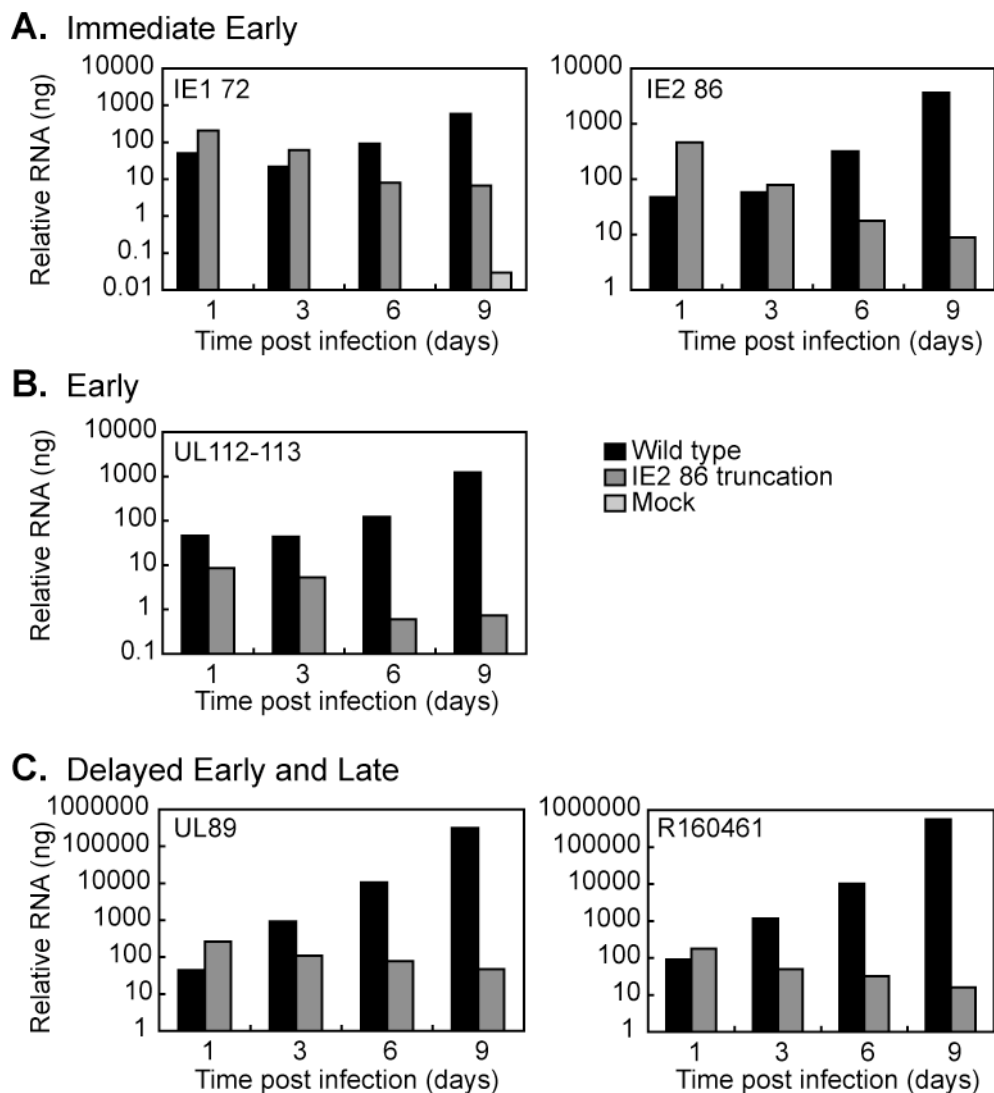 A. Immediate Early
Relative RNA (ng)
10000
1000
100
10
1
0.1
0.01
IE1 72
1 3 6 9
Time post infection (days)
10000
1000
100
10
1
IE2 86
1 3 6 9
Time post infection (days)
B. Early
Relative RNA (ng)
10000
1000
100
10
1
0.1
UL112-113
1 3 6 9
Time post infection (days)
Wild type
IE2 86 truncation
Mock
C. Delayed Early and Late
Relative RNA (ng)
1000000
100000
10000
1000
100
10
1
UL89
1 3 6 9
Time post infection (days)
1000000
100000
10000
1000
100
10
1
R160461
1 3 6 9
Time post infection (days)